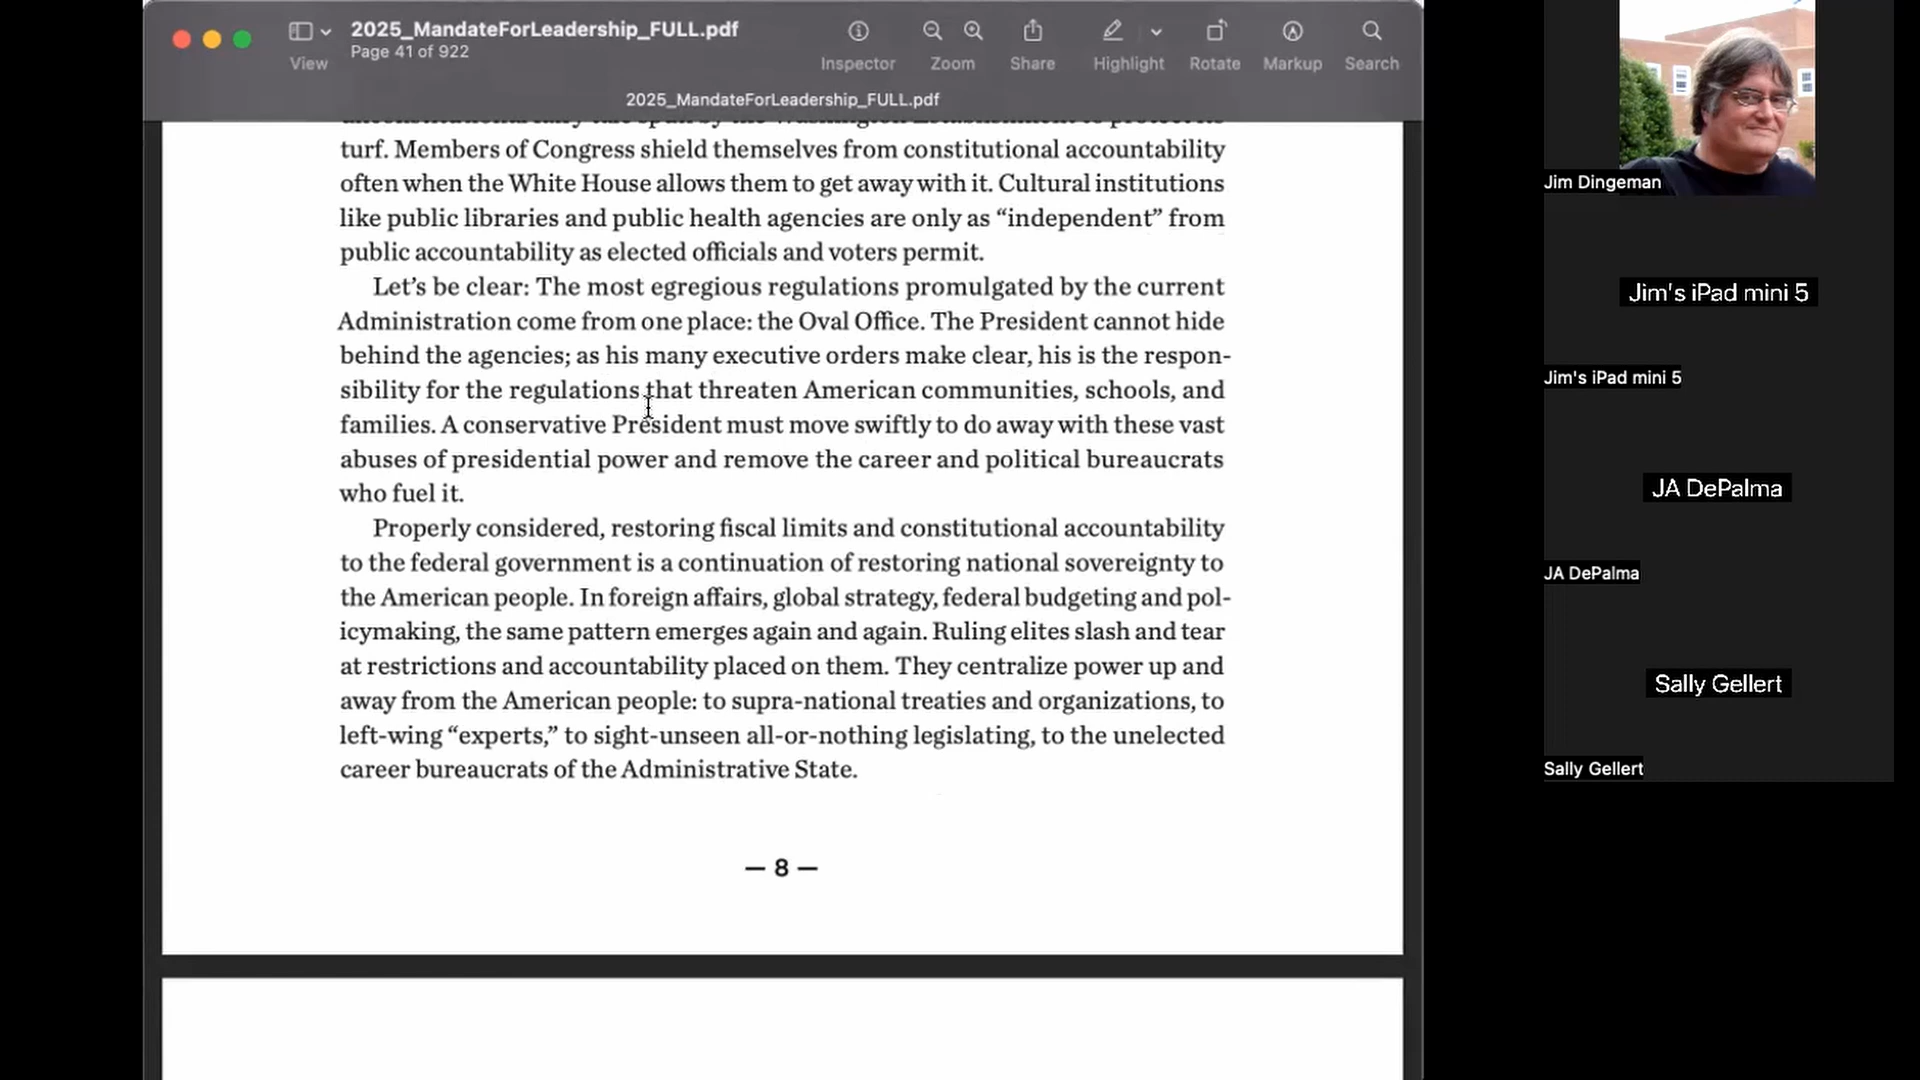 2025_MandateForLeadership_FULL.pdf
Page 41 of 922
View
Inspector
Zoom
Share
Highlight
Rotate
Markup
Search
2025_MandateForLeadership_FULL.pdf
turf. Members of Congress shield themselves from constitutional accountability
often when the White House allows them to get away with it. Cultural institutions
like public libraries and public health agencies are only as “independent” from
public accountability as elected officials and voters permit.
Let’s be clear: The most egregious regulations promulgated by the current
Administration come from one place: the Oval Office. The President cannot hide
behind the agencies; as his many executive orders make clear, his is the respon-
sibility for the regulations that threaten American communities, schools, and
families. A conservative President must move swiftly to do away with these vast
abuses of presidential power and remove the career and political bureaucrats
who fuel it.
Properly considered, restoring fiscal limits and constitutional accountability
to the federal government is a continuation of restoring national sovereignty to
the American people. In foreign affairs, global strategy, federal budgeting and pol-
icymaking, the same pattern emerges again and again. Ruling elites slash and tear
at restrictions and accountability placed on them. They centralize power up and
away from the American people: to supra-national treaties and organizations, to
left-wing “experts,” to sight-unseen all-or-nothing legislating, to the unelected
career bureaucrats of the Administrative State.
— 8 —
Jim Dingeman
Jim's iPad mini 5
Jim's iPad mini 5
JA DePalma
JA DePalma
Sally Gellert
Sally Gellert